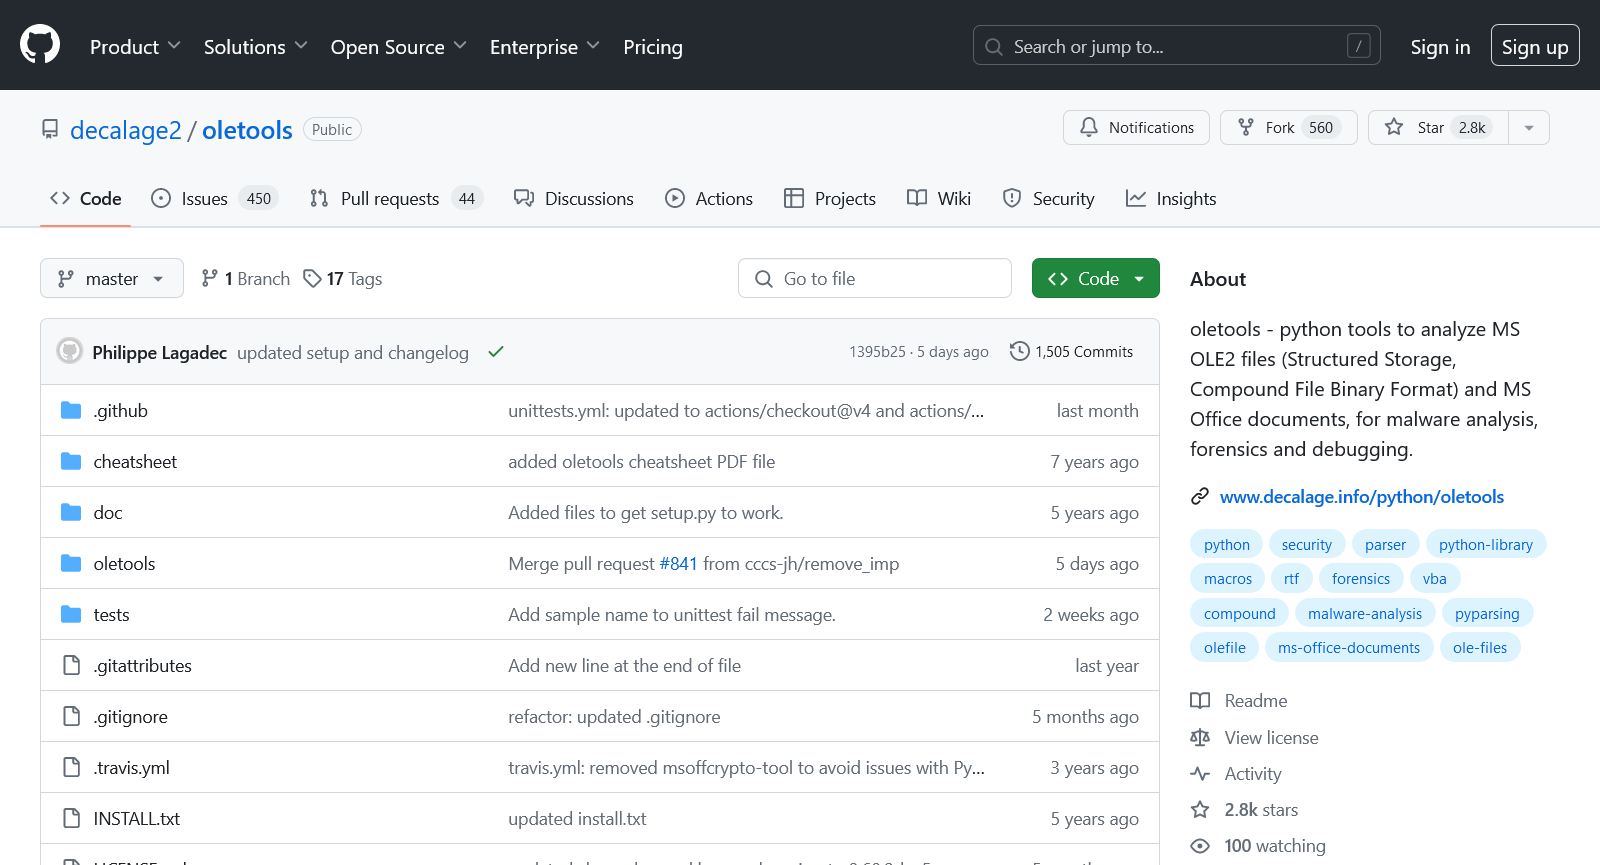 Product Solutions Open Source Enterprise Pricing Search or jump to... / Sign in Sign up
decalage2 / oletools Public Notifications Fork 560 Star 2.8k
Code Issues 450 Pull requests 44 Discussions Actions Projects Wiki Security Insights
master 1 Branch 17 Tags Go to file Code
Philippe Lagadec updated setup and changelog 1395b25 · 5 days ago 1,505 Commits
.github unittests.yml: updated to actions/checkout@v4 and actions/... last month
cheatsheet added oletools cheatsheet PDF file 7 years ago
doc Added files to get setup.py to work. 5 years ago
oletools Merge pull request #841 from cccs-jh/remove_imp 5 days ago
tests Add sample name to unittest fail message. 2 weeks ago
.gitattributes Add new line at the end of file last year
.gitignore refactor: updated .gitignore 5 months ago
.travis.yml travis.yml: removed msoffcrypto-tool to avoid issues with Py... 3 years ago
INSTALL.txt updated install.txt 5 years ago
About
oletools - python tools to analyze MS
OLE2 files (Structured Storage,
Compound File Binary Format) and MS
Office documents, for malware analysis,
forensics and debugging.
www.decalage.info/python/oletools
python security parser python-library
macros rtf forensics vba
compound malware-analysis pyparsing
olefile ms-office-documents ole-files
Readme
View license
Activity
2.8k stars
100 watching